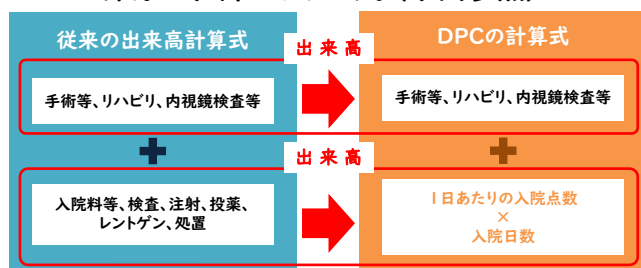 従来の出来高計算式
出来高
DPCの計算式
手術等、リハビリ、内視鏡検査等
手術等、リハビリ、内視鏡検査等
出来高
入院料等、検査、注射、投薬、
レントゲン、処置
1日あたりの入院点数
×
入院日数